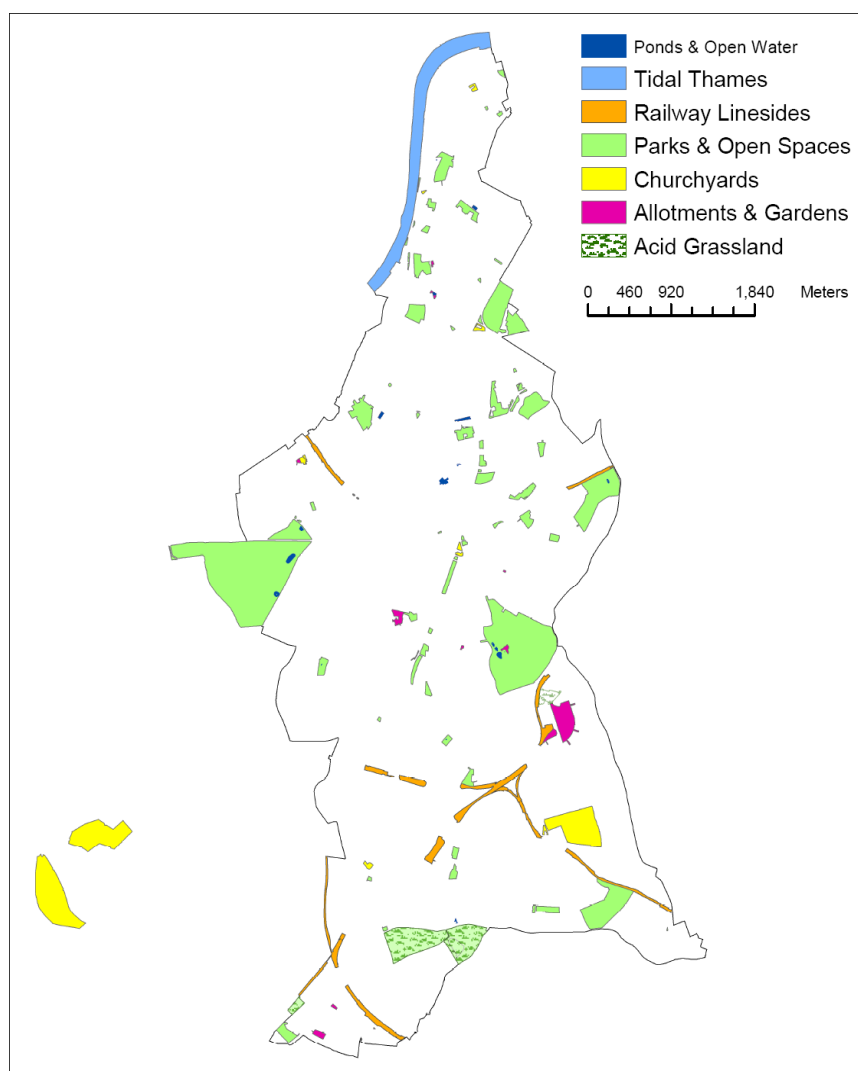 Ponds & Open Water
Tidal Thames
Railway Linesides
Parks & Open Spaces
Churchyards
Allotments & Gardens
Acid Grassland
0 460 920 1,840 Meters